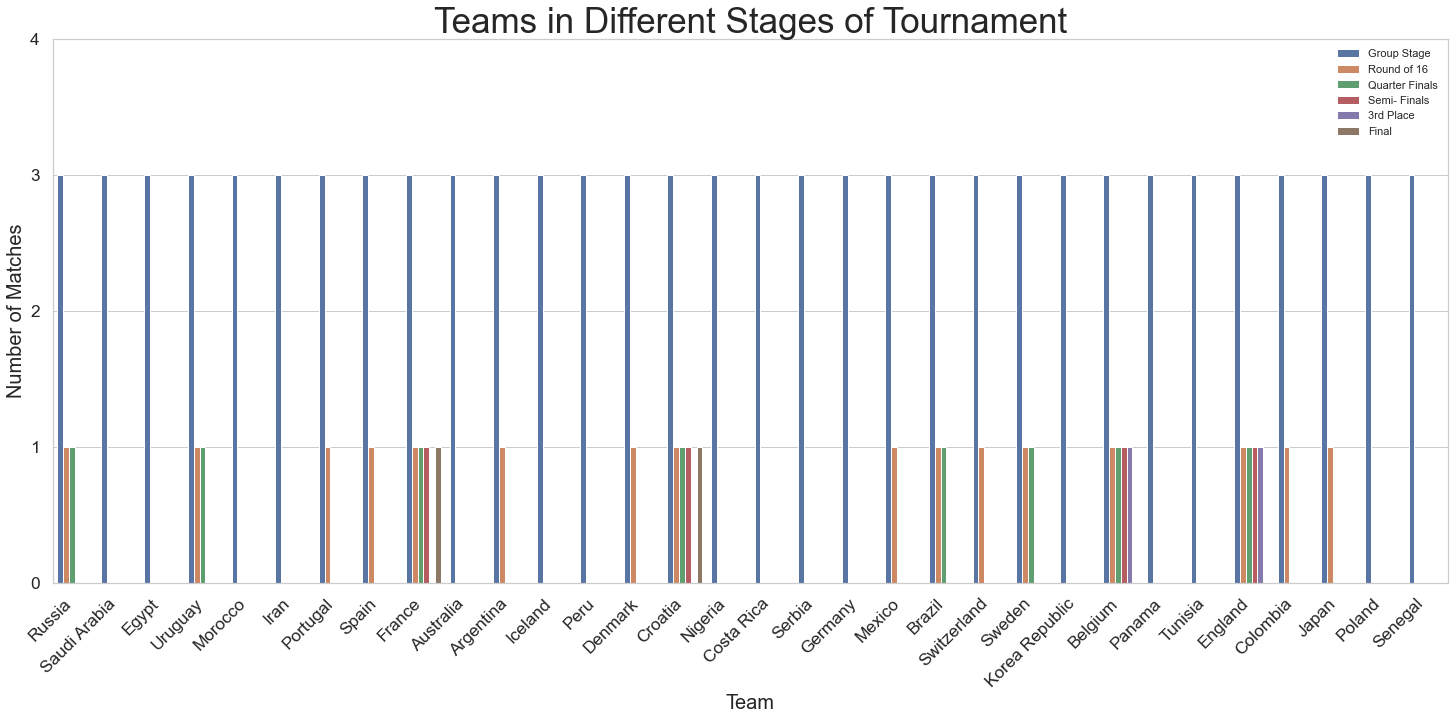 Teams in Different Stages of Tournament
4
3
2
1
0
Number of Matches
Group Stage
Round of 16
Quarter Finals
Semi- Finals
3rd Place
Final
Russia
Saudi Arabia
Egypt
Uruguay
Morocco
Iran
Portugal
Spain
France
Australia
Argentina
Iceland
Peru
Denmark
Croatia
Nigeria
Costa Rica
Serbia
Germany
Mexico
Brazil
Switzerland
Sweden
Korea Republic
Belgium
Panama
Tunisia
England
Colombia
Japan
Poland
Senegal
Team